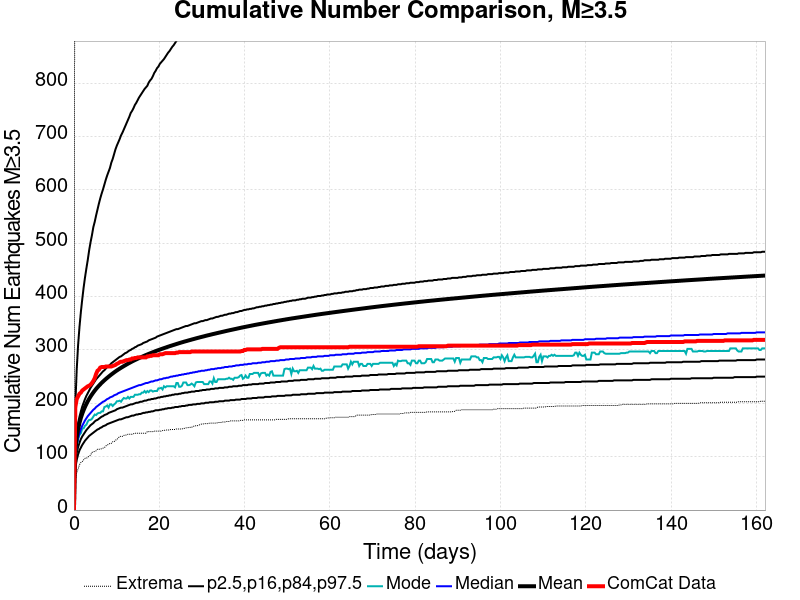 Cumulative Number Comparison, M≥3.5
Cumulative Num Earthquakes M≥3.5
800
700
600
500
400
300
200
100
0
0 20 40 60 80 100 120 140 160
Time (days)
Extrema p2.5,p16,p84,p97.5 Mode Median Mean ComCat Data